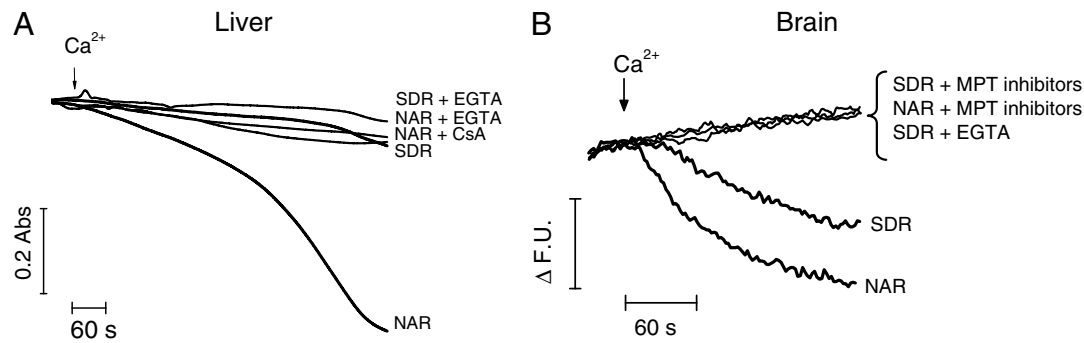 A
Liver
Ca2+
SDR + EGTA
NAR + EGTA
NAR + CsA
SDR
NAR
0.2 Abs
60 s
B
Brain
Ca2+
SDR + MPT inhibitors
NAR + MPT inhibitors
SDR + EGTA
SDR
NAR
Δ F.U.
60 s